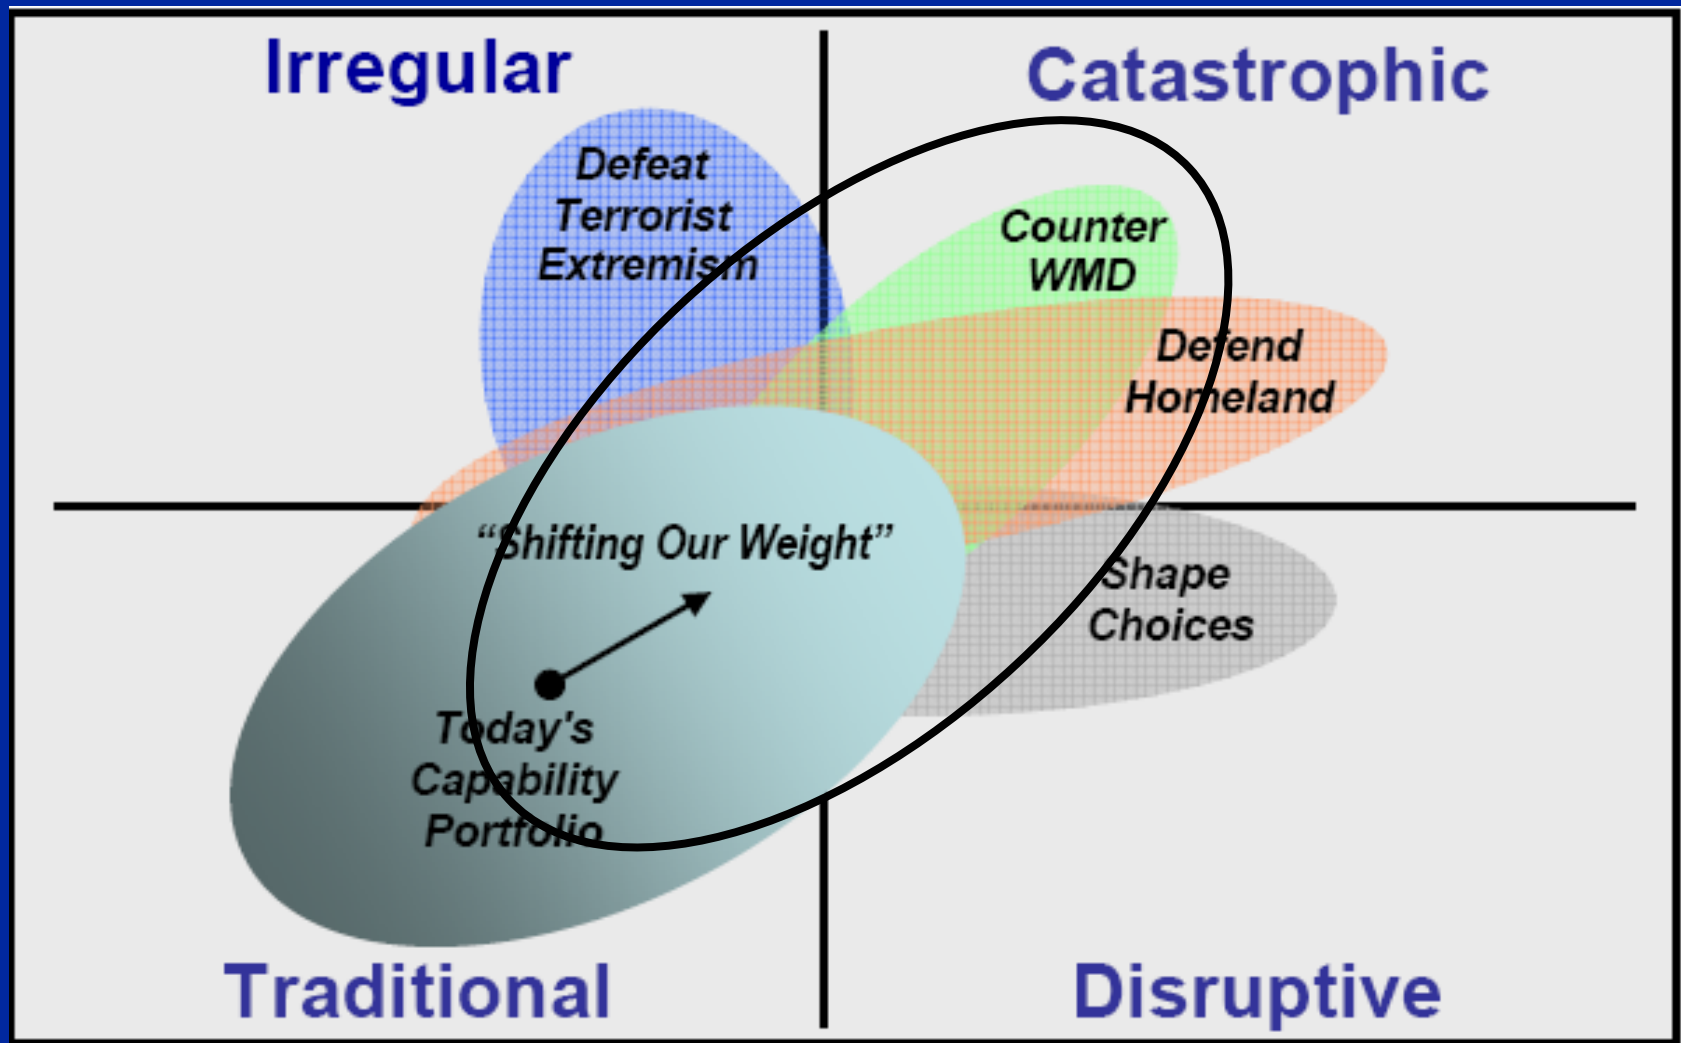 Irregular
Catastrophic
Defeat
Terrorist
Extremism
Counter
WMD
Defend
Homeland
“Shifting Our Weight”
Shape
Choices
Today's
Capability
Portfolio
Traditional
Disruptive